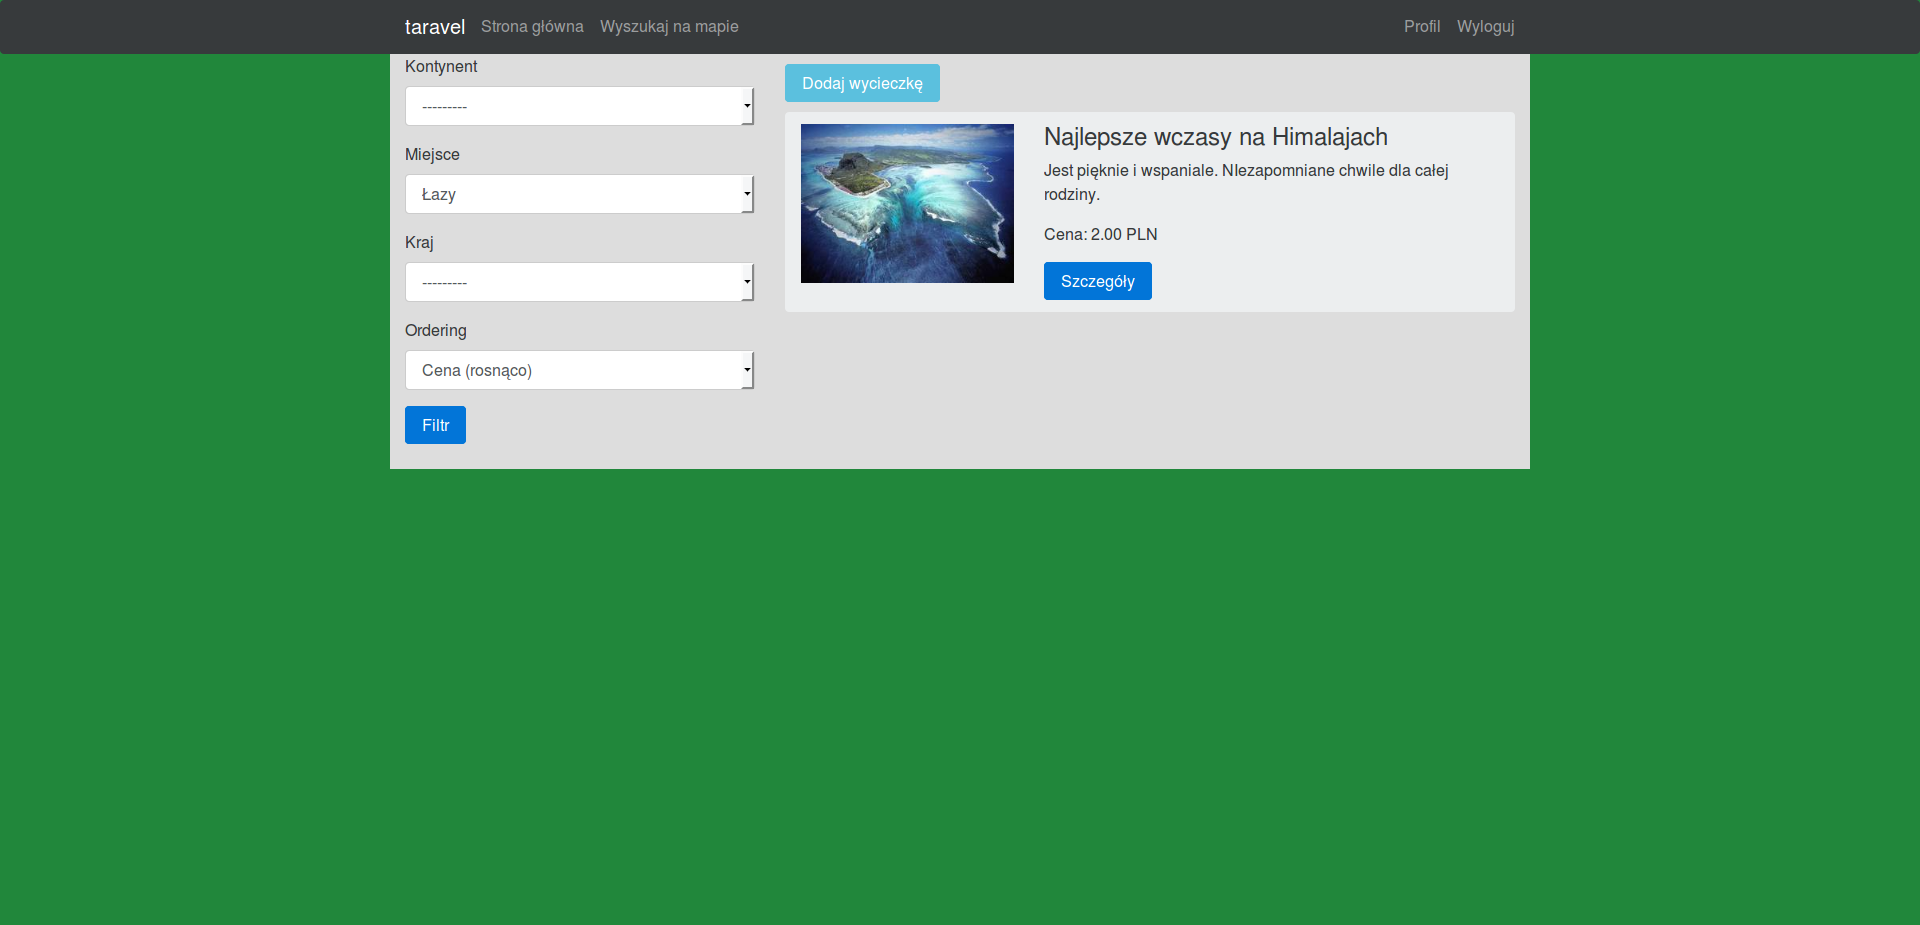 taravel Strona główna Wyszukaj na mapie Profil Wyloguj
Kontynent
---------
Miejsce
Łazy
Kraj
---------
Ordering
Cena (rosnąco)
Filtr
Dodaj wycieczkę
Najlepsze wczasy na Himalajach
Jest pięknie i wspaniale. NIezapomniane chwile dla całej
rodziny.
Cena: 2.00 PLN
Szczegóły